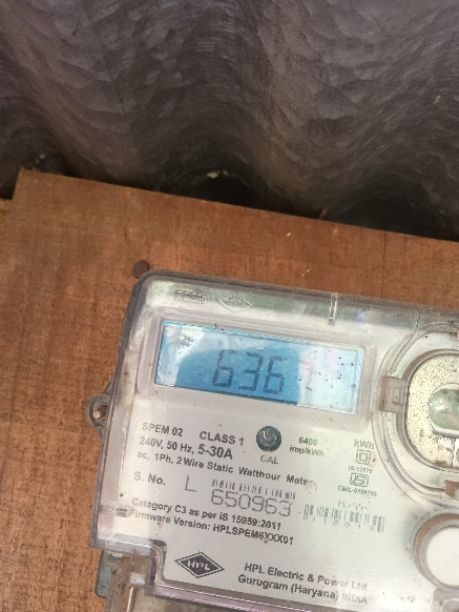 636
SPEM 02 CLASS 1
240V, 50 Hz, 5-30A
6400
imp/kWh
kWh
CAL
ac, 1Ph, 2 Wire Static Watthour Meter
IS 13779
S. No. L 650963
Category C3 as per IS 15959:2011
Firmware Version: HPLSPEM6XXX01
HPL
HPL Electric & Power Ltd
Gurugram (Haryana) INDIA